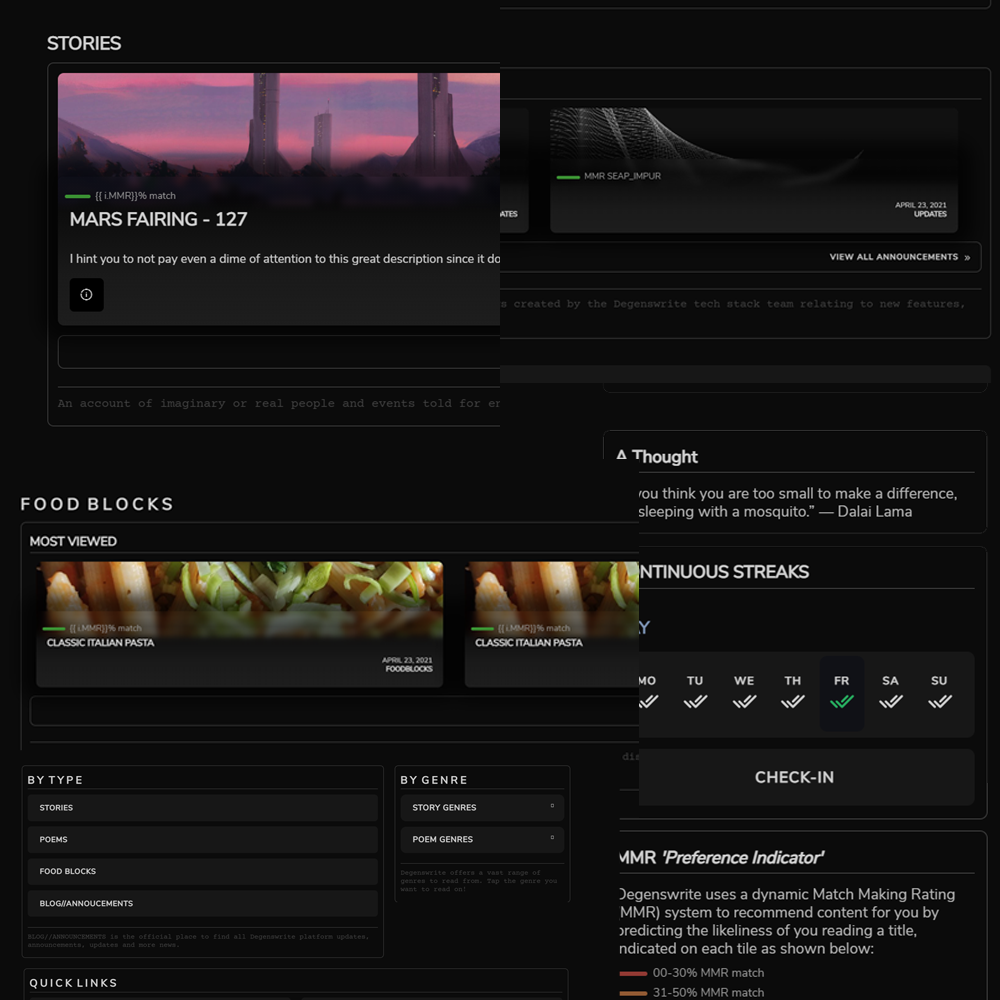 STORIES
{{ i.MMR}}% match
MARS FAIRING - 127
I hint you to not pay even a dime of attention to this great description since it do
An account of imaginary or real people and events told for en
MMR SEAP_IMPUR
APRIL 23, 2021
UPDATES
VIEW ALL ANNOUNCEMENTS »
created by the Degenswrite tech stack team relating to new features,
A Thought
you think you are too small to make a difference,
sleeping with a mosquito.” — Dalai Lama
NTINUOUS STREAKS
MO TU WE TH FR SA SU
CHECK-IN
FOOD BLOCKS
MOST VIEWED
{{ i.MMR}}% match
CLASSIC ITALIAN PASTA
APRIL 23, 2021
FOODBLOCKS
{{ i.MMR}}% match
CLASSIC ITALIAN PASTA
BY TYPE
STORIES
POEMS
FOOD BLOCKS
BLOG//ANNOUCEMENTS
BLOG//ANNOUNCEMENTS is the official place to find all Degenswrite platform updates,
announcements, updates and more news.
BY GENRE
STORY GENRES
POEM GENRES
Degenswrite offers a vast range of
genres to read from. Tap the genre you
want to read on!
QUICK LINKS
MMR 'Preference Indicator'
Degenswrite uses a dynamic Match Making Rating
(MMR) system to recommend content for you by
predicting the likeliness of you reading a title,
indicated on each tile as shown below:
00-30% MMR match
31-50% MMR match